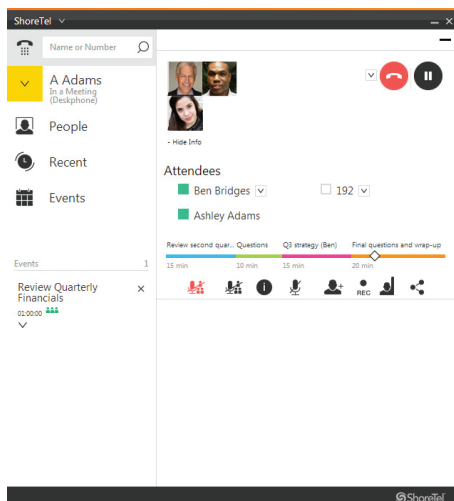 ShoreTel
Name or Number
A Adams
In a Meeting
(Deskphone)
People
Recent
Events
Events 1
Review Quarterly
Financials
01:00:00
- Hide Info
Attendees
Ben Bridges
192
Ashley Adams
Review second quar... Questions Q3 strategy (Ben) Final questions and wrap-up
15 min 10 min 15 min 20 min
REC
ShoreTel